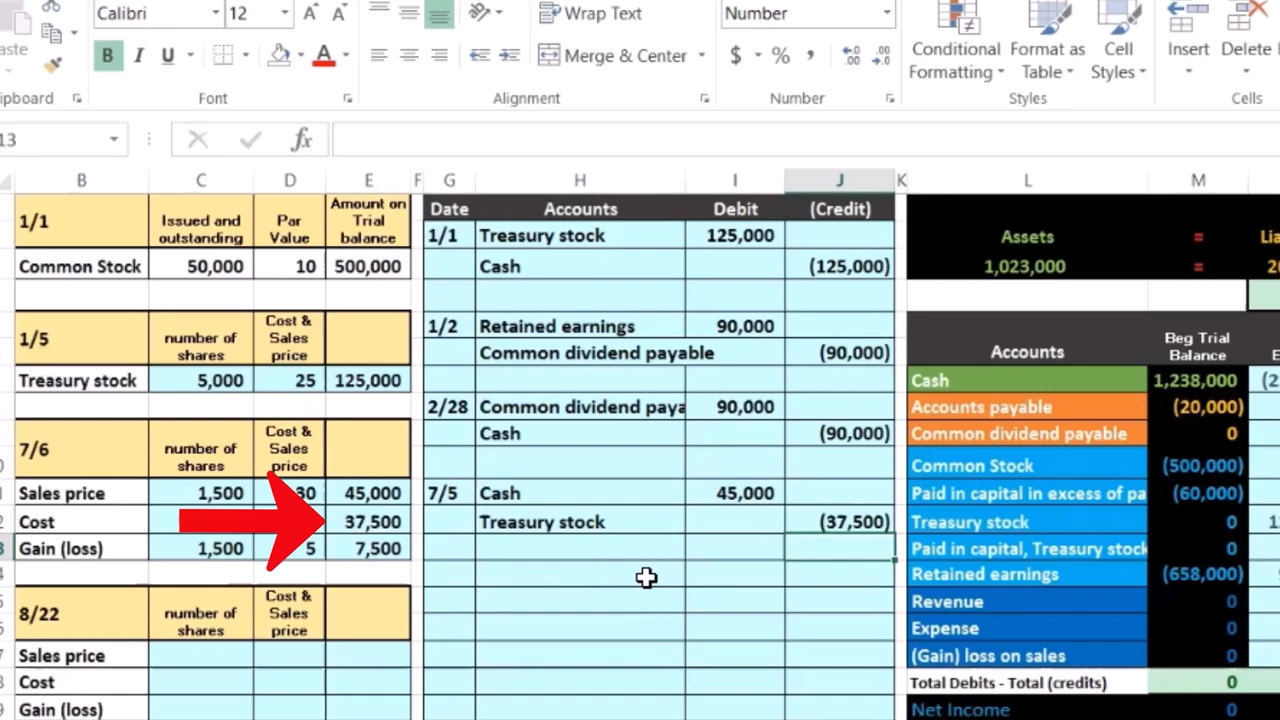 Calibri 12 A A Wrap Text Number Conditional Formatting Format as Table Cell Styles Insert Delete
B I U A Merge & Center $ % ,
Font Alignment Number Styles Cells
13 fx
B C D E F G H I J K L M
1/1 Issued and outstanding Par Value Amount on Trial balance
Common Stock 50,000 10 500,000
1/5 number of shares Cost & Sales price
Treasury stock 5,000 25 125,000
7/6 number of shares Cost & Sales price
Sales price 1,500 30 45,000
Cost 37,500
Gain (loss) 1,500 5 7,500
8/22 number of shares Cost & Sales price
Sales price
Cost
Gain (loss)
Date Accounts Debit (Credit)
1/1 Treasury stock 125,000
Cash (125,000)
1/2 Retained earnings 90,000
Common dividend payable (90,000)
2/28 Common dividend paya 90,000
Cash (90,000)
7/5 Cash 45,000
Treasury stock (37,500)
Assets =
1,023,000 =
Accounts Beg Trial Balance
Cash 1,238,000
Accounts payable (20,000)
Common dividend payable 0
Common Stock (500,000)
Paid in capital in excess of pa (60,000)
Treasury stock 0
Paid in capital, Treasury stock 0
Retained earnings (658,000)
Revenue 0
Expense 0
(Gain) loss on sales 0
Total Debits - Total (credits) 0
Net Income 0